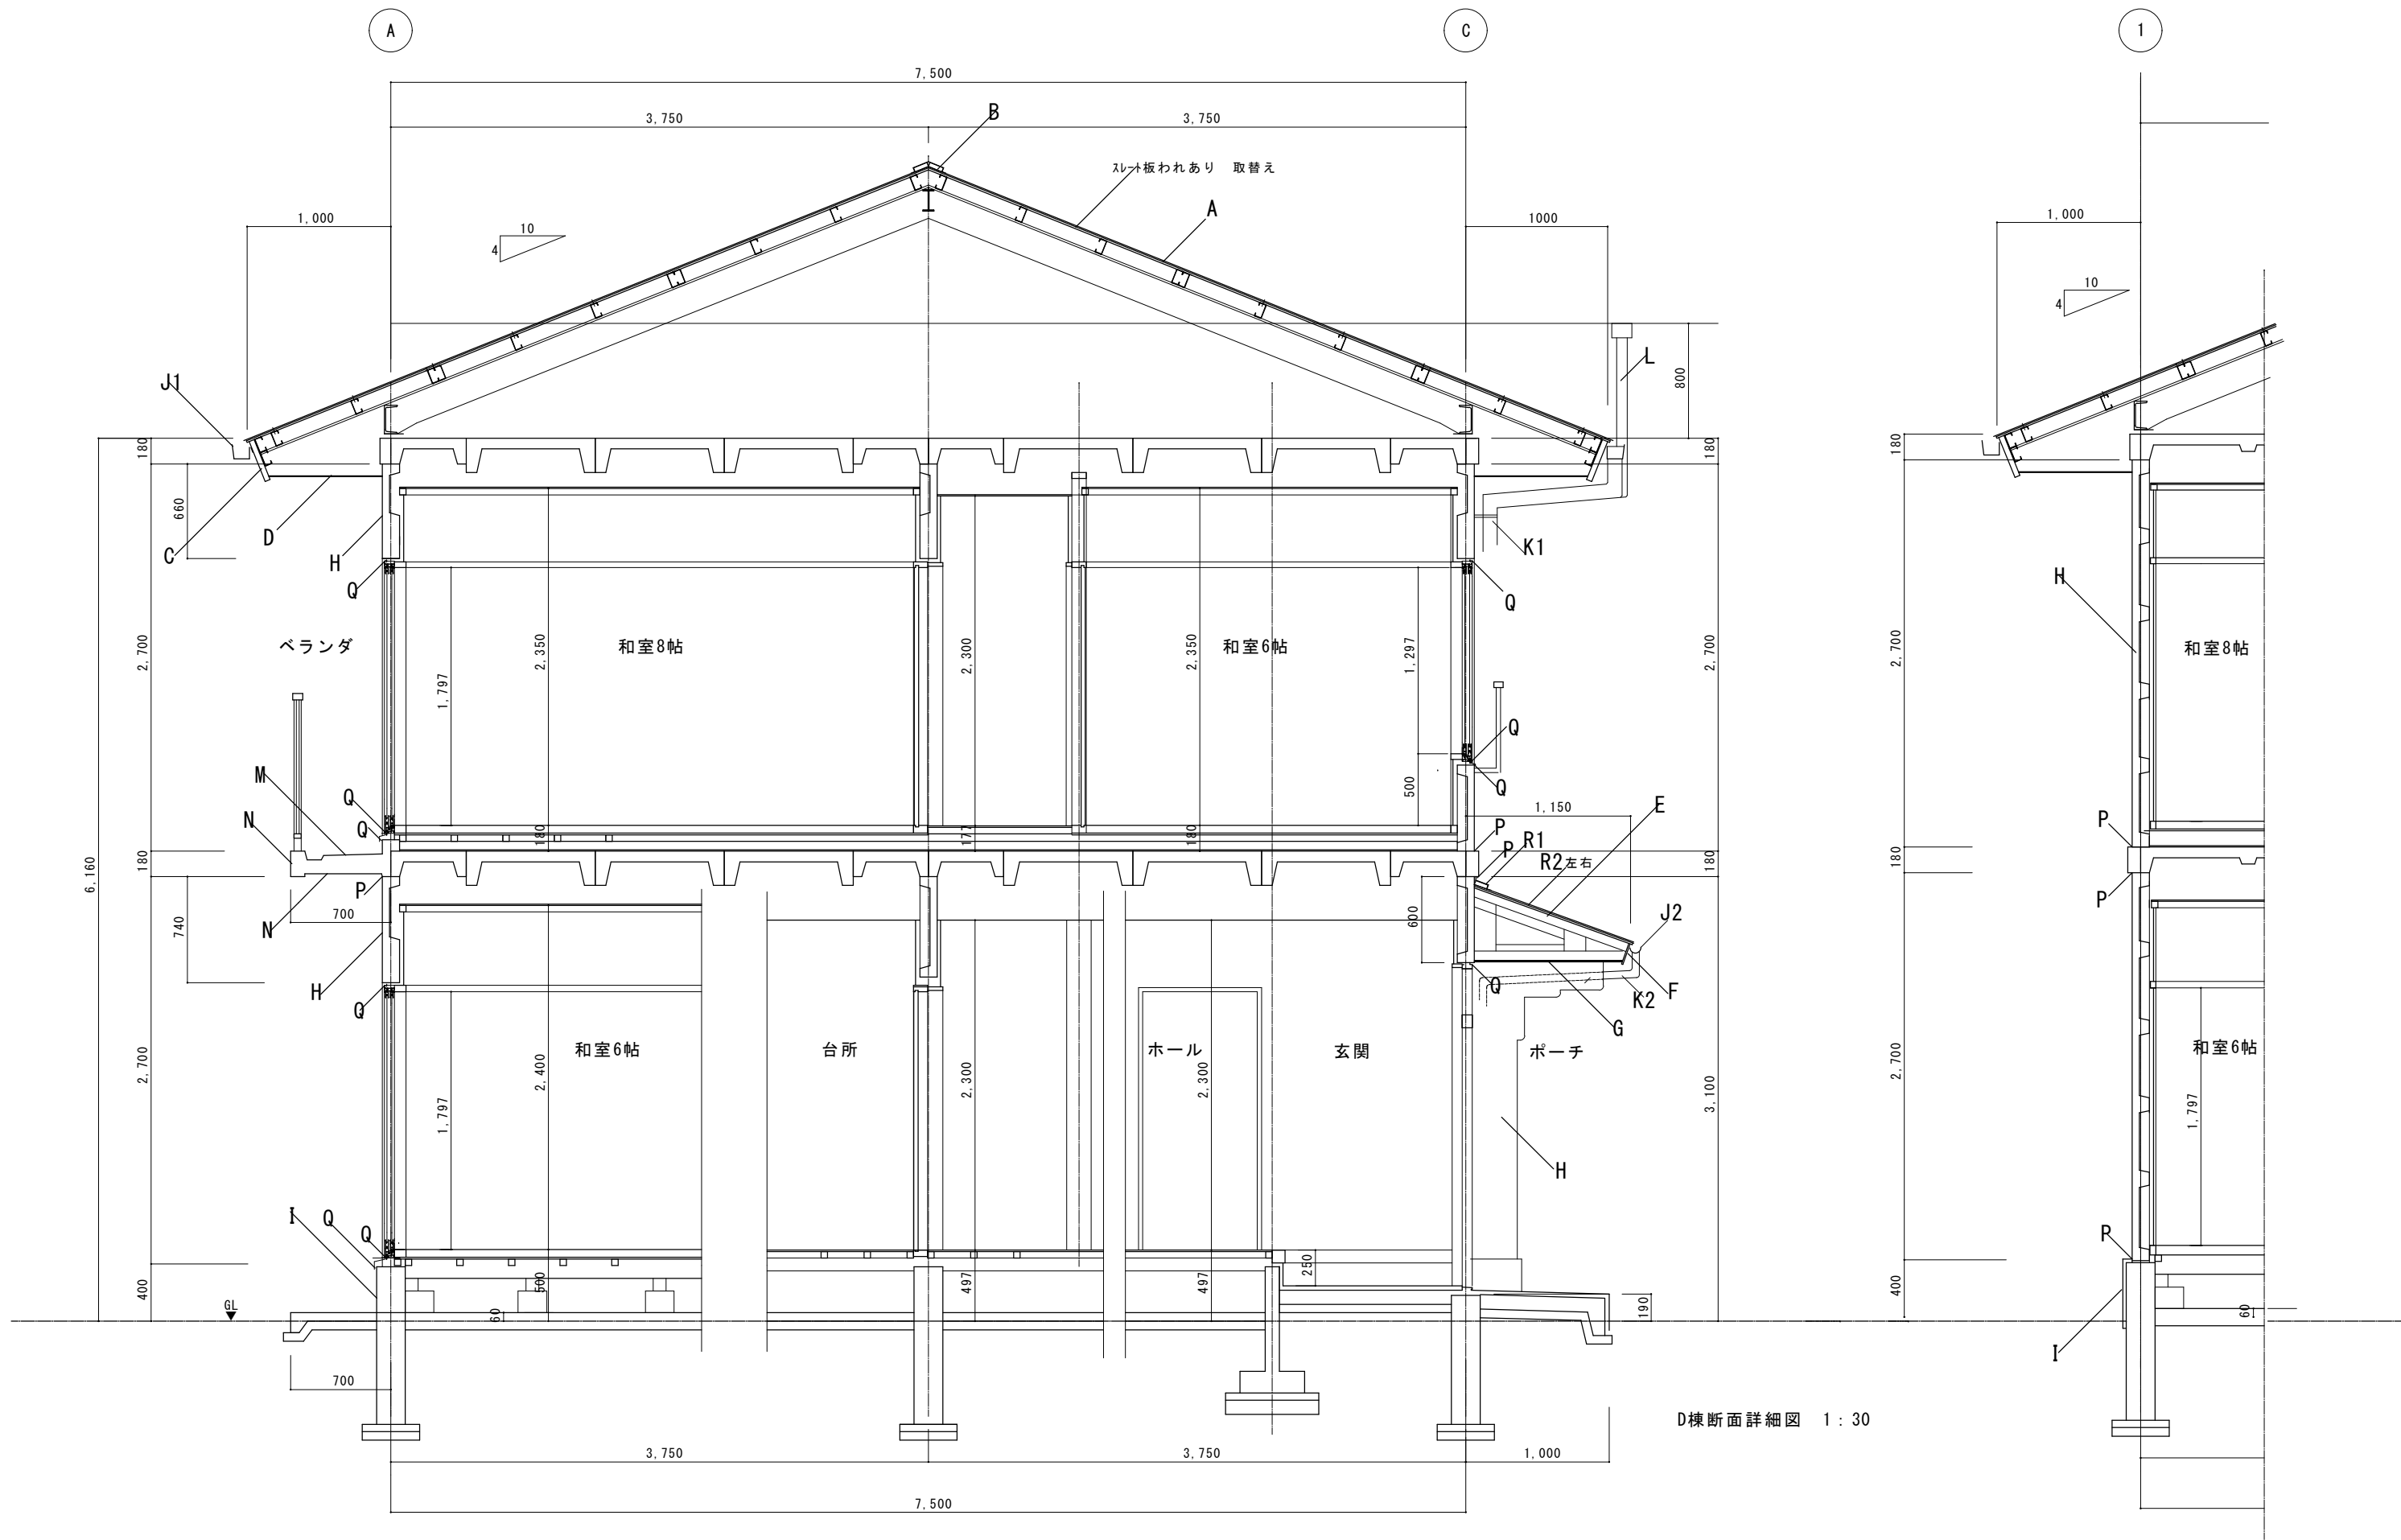 A
C
1
7,500
3,750
3,750
B
スレート板われあり 取替え
A
1,000
10
4
1000
1,000
10
4
L
800
J1
180
180
180
660
C
D
H
Q
K1
Q
H
ベランダ
和室8帖
和室6帖
和室8帖
2,700
1,797
2,350
2,300
2,350
1,297
2,700
2,700
Q
M
N
Q
Q
Q
500
1,150
E
180
177
180
P
P
R1
R2左右
P
180
180
180
6,160
P
P
700
N
740
600
J2
H
Q
Q
K2
F
G
和室6帖
台所
ホール
玄関
ポーチ
和室6帖
2,700
1,797
2,400
2,300
2,300
3,100
2,700
1,797
H
I
Q
Q
P
400
GL
500
60
497
497
250
190
400
60
I
700
D棟断面詳細図 1:30
3,750
3,750
1,000
7,500